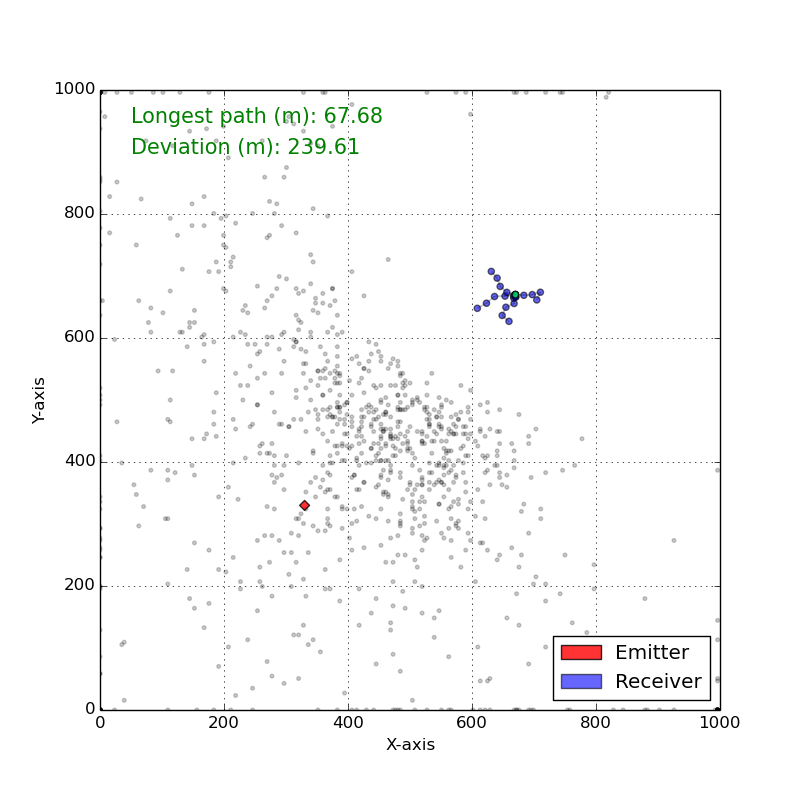 Longest path (m): 67.68
Deviation (m): 239.61
1000
800
600
400
200
0
Y-axis
0 200 400 600 800 1000
X-axis
Emitter
Receiver